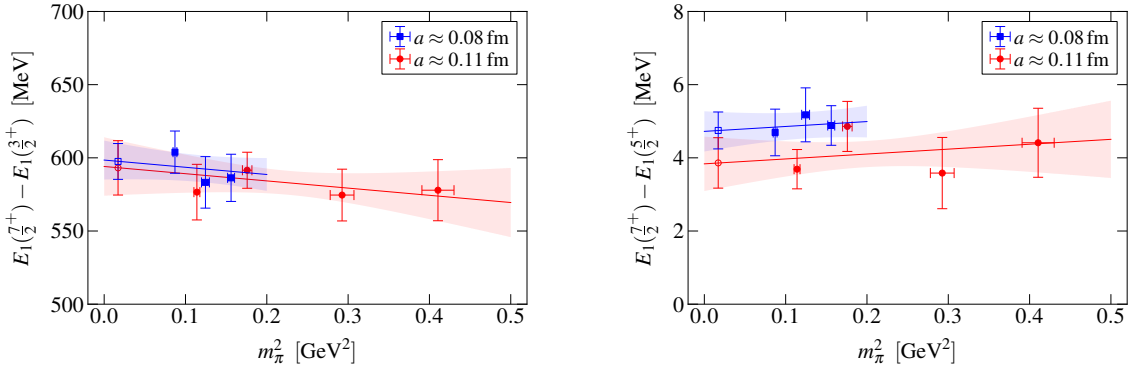 700
650
600
550
500
E₁(7/2⁺) − E₁(3/2⁺) [MeV]
a ≈ 0.08 fm
a ≈ 0.11 fm
0.0 0.1 0.2 0.3 0.4 0.5
m_π² [GeV²]
8
6
4
2
0
E₁(7/2⁺) − E₁(5/2⁺) [MeV]
a ≈ 0.08 fm
a ≈ 0.11 fm
0.0 0.1 0.2 0.3 0.4 0.5
m_π² [GeV²]